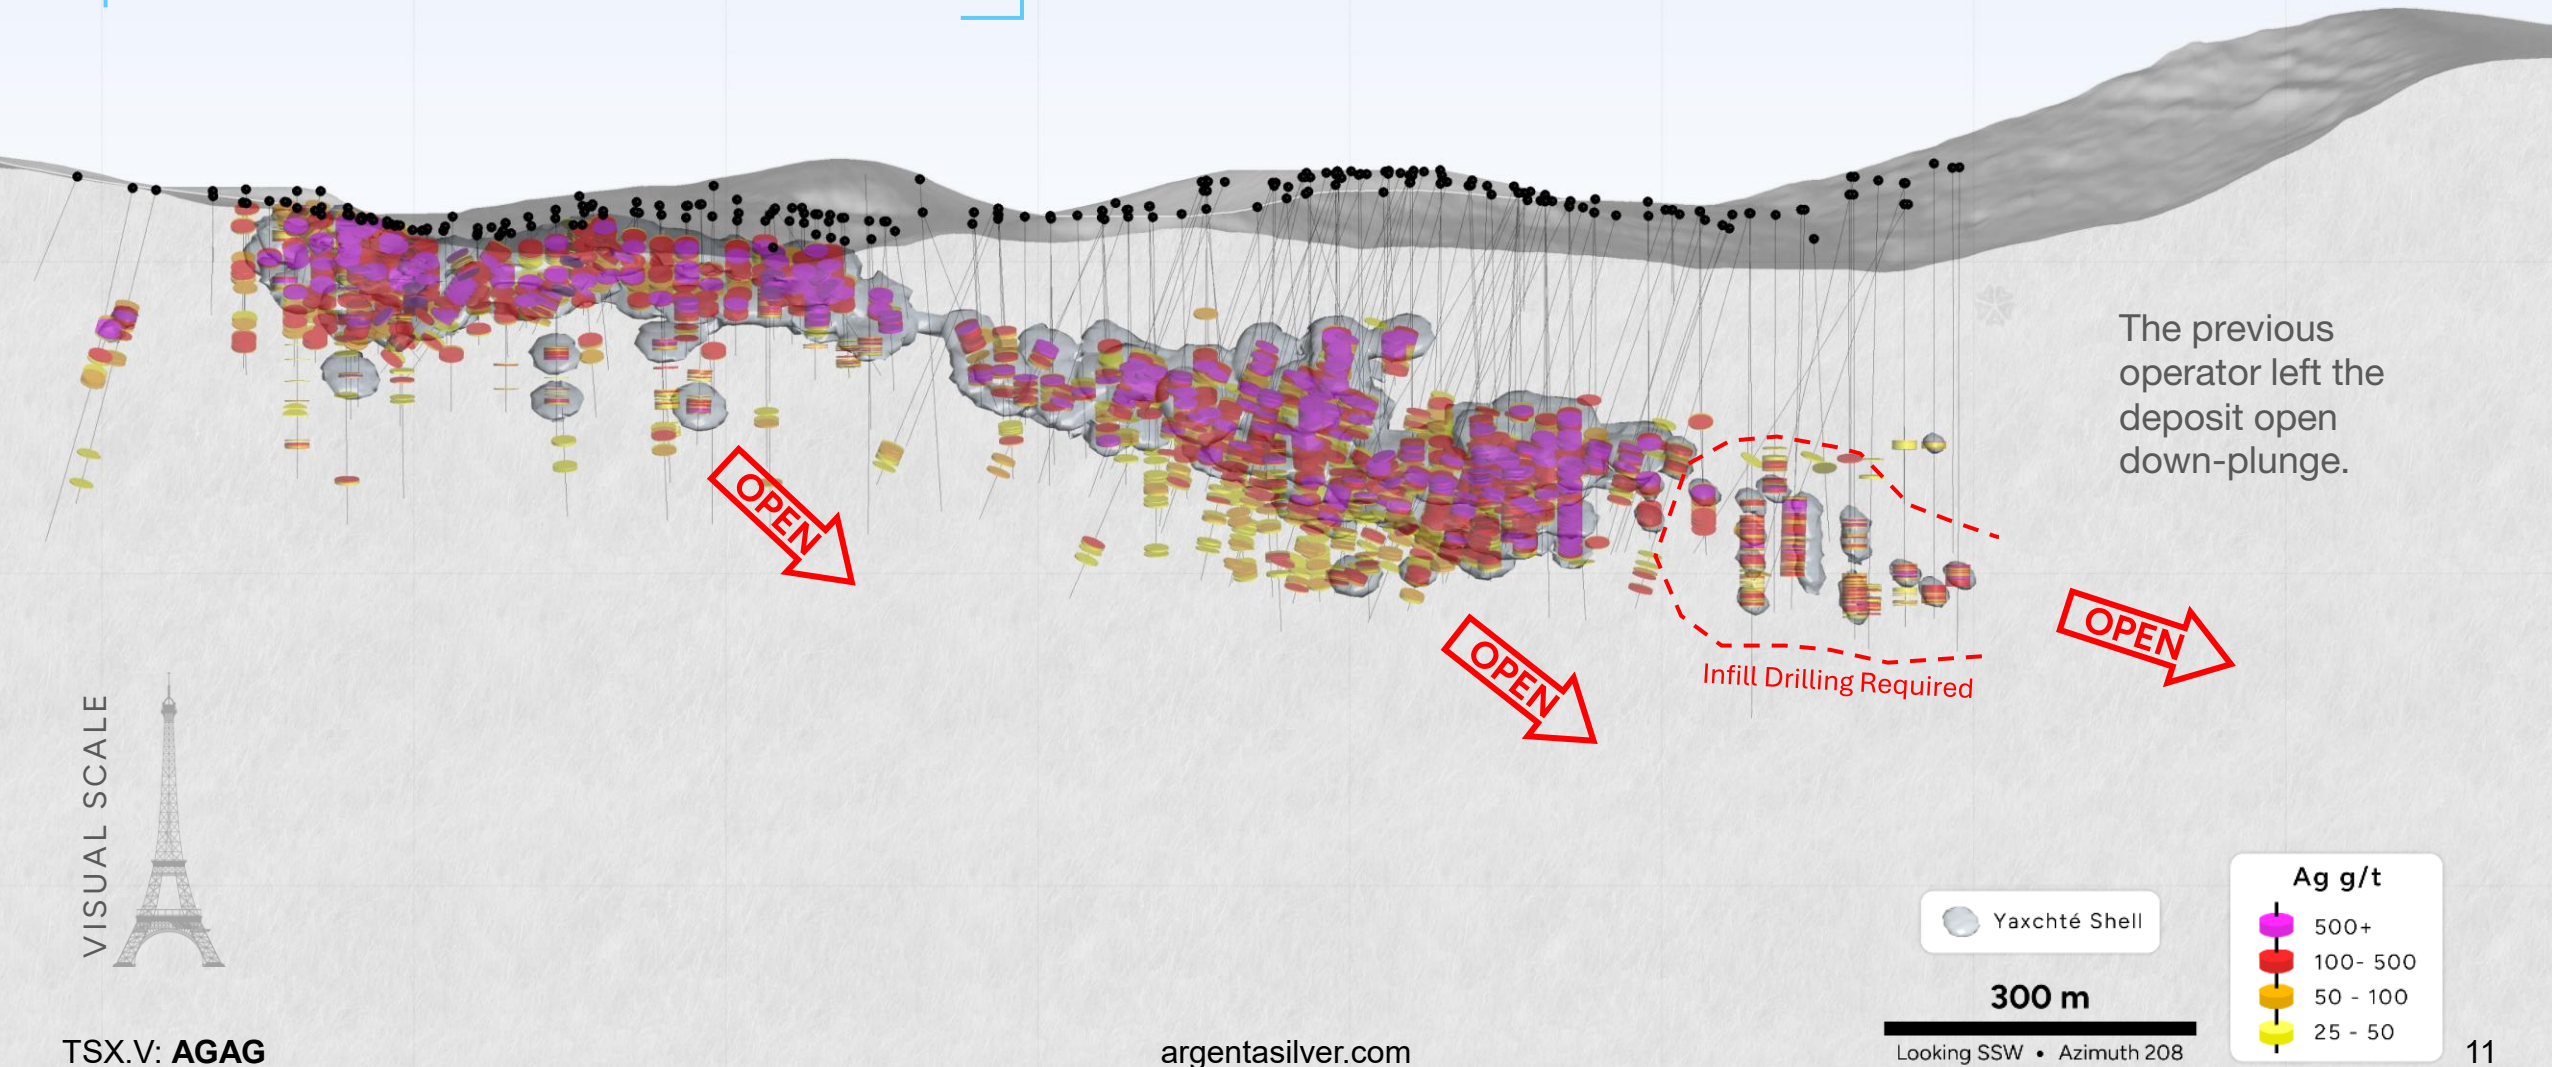 The previous
operator left the
deposit open
down-plunge.
OPEN
OPEN
OPEN
Infill Drilling Required
VISUAL SCALE
Yaxchté Shell
300 m
Looking SSW • Azimuth 208
Ag g/t
500+
100- 500
50 - 100
25 - 50
TSX.V: AGAG
argentasilver.com
11